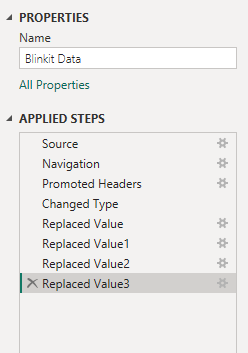 PROPERTIES
Name
Blinkit Data
All Properties
APPLIED STEPS
Source
Navigation
Promoted Headers
Changed Type
Replaced Value
Replaced Value1
Replaced Value2
Replaced Value3